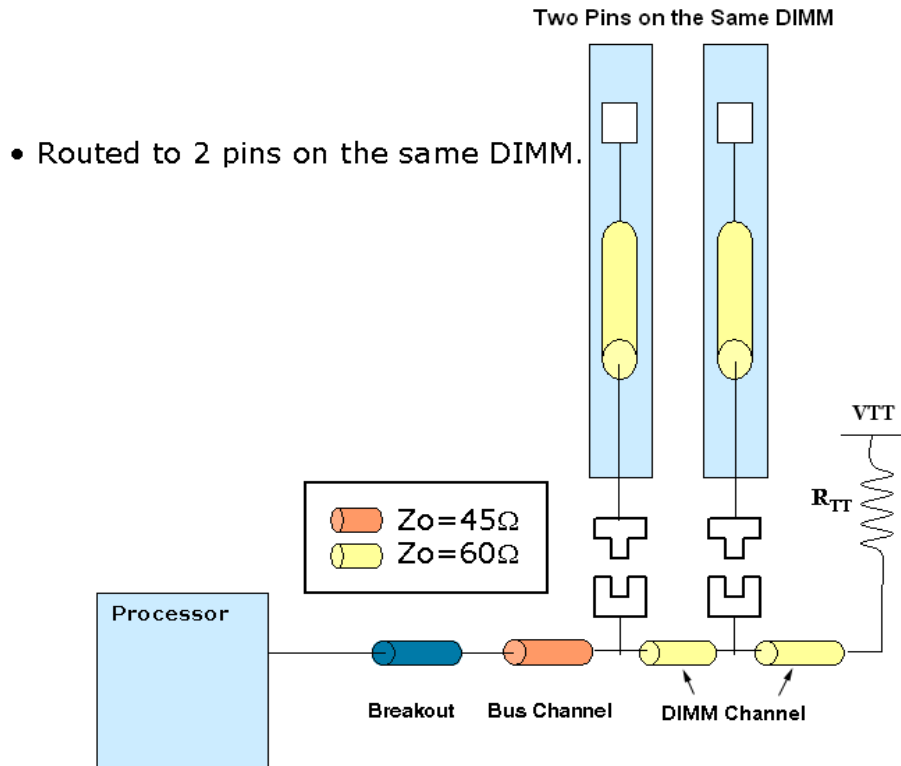 Two Pins on the Same DIMM
• Routed to 2 pins on the same DIMM.
VTT
RTT
Zo=45Ω
Zo=60Ω
Processor
Breakout
Bus Channel
DIMM Channel